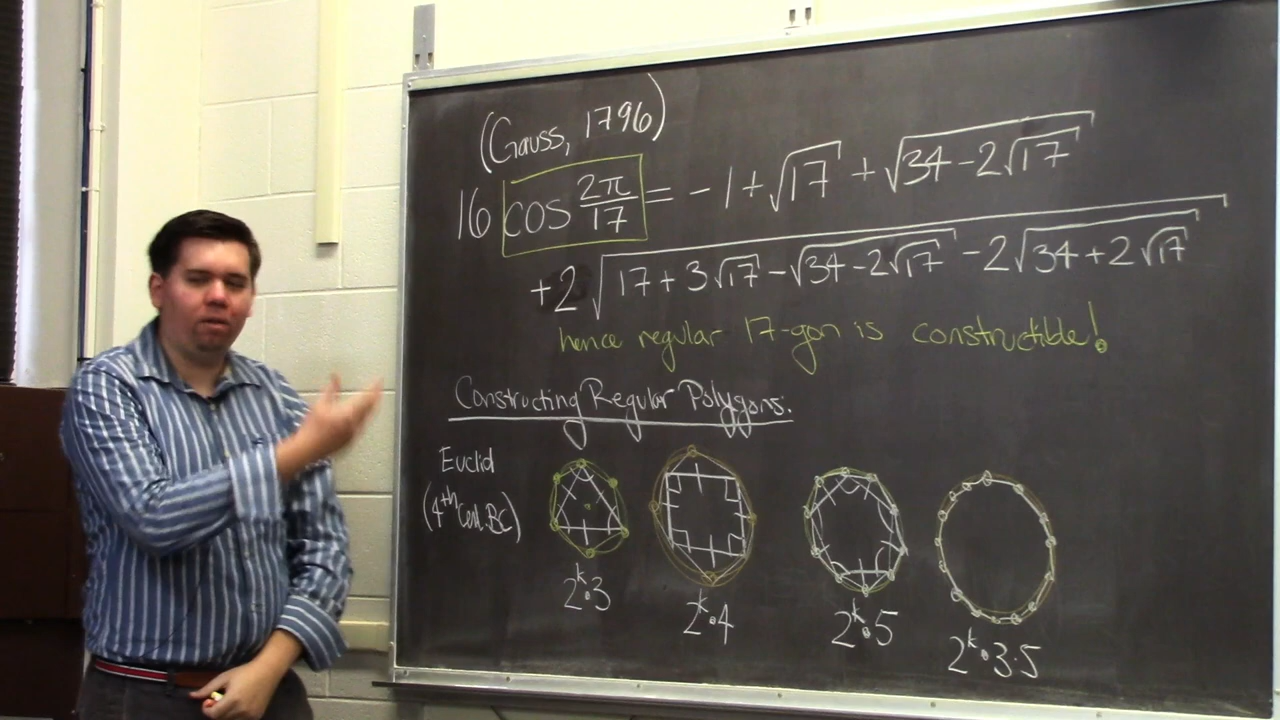 (Gauss, 1796)
16 cos 2π/17 = -1 + √17 + √(34 - 2√17)
+ 2√(17 + 3√17 - √(34 - 2√17) - 2√(34 + 2√17))
hence regular 17-gon is constructible!
Constructing Regular Polygons:
Euclid
(4th Cent. BC)
2^k·3 2^k·4 2^k·5 2^k·3·5